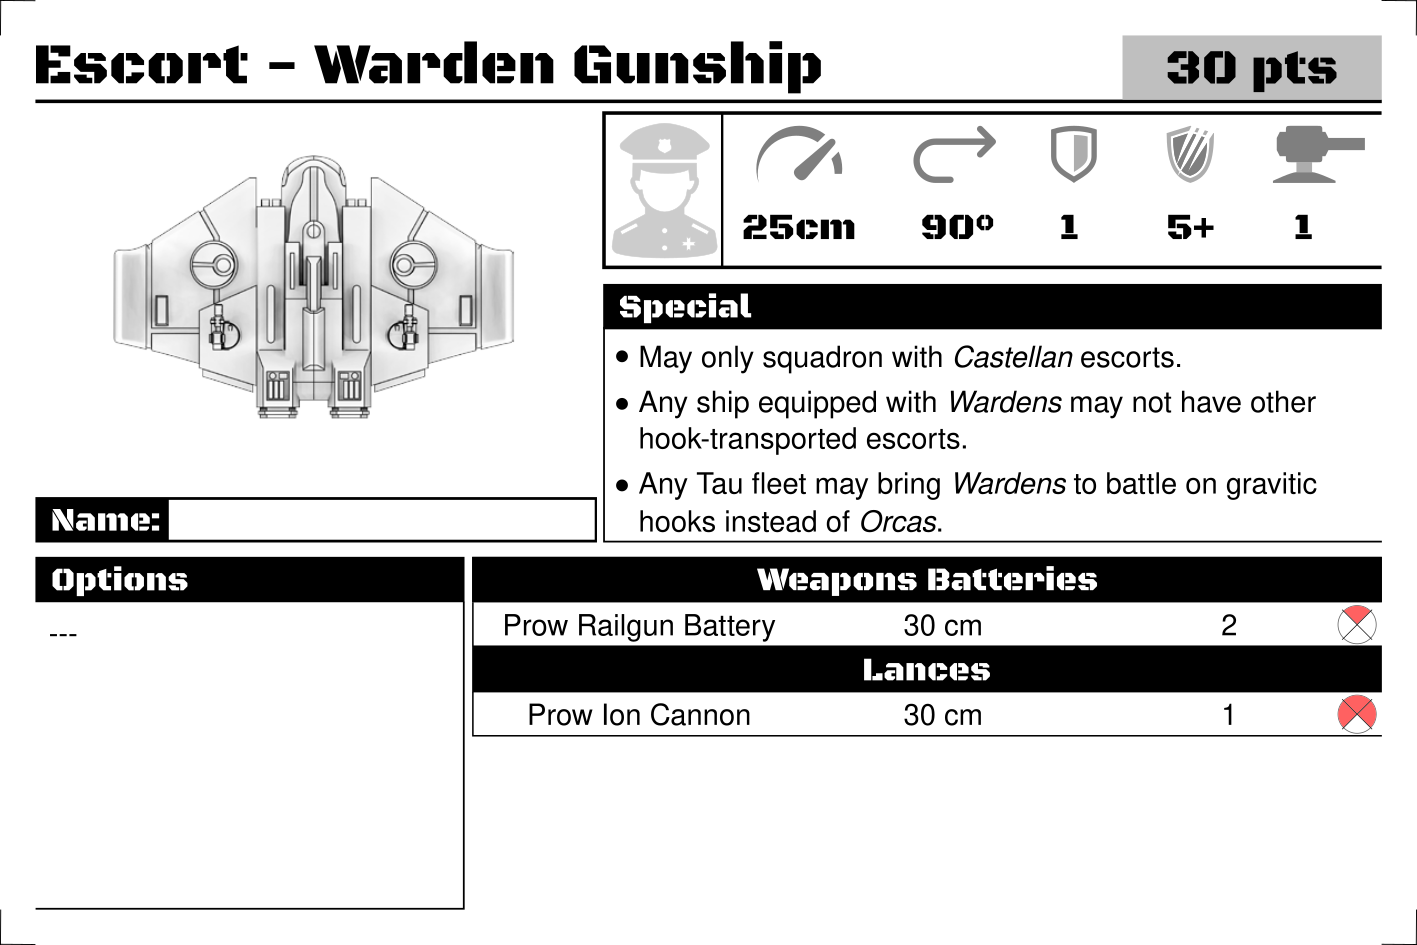 Escort – Warden Gunship
30 pts
25cm 90º 1 5+ 1
Special
• May only squadron with Castellan escorts.
• Any ship equipped with Wardens may not have other
hook-transported escorts.
• Any Tau fleet may bring Wardens to battle on gravitic
hooks instead of Orcas.
Name:
Options
---
Weapons Batteries
Prow Railgun Battery 30 cm 2
Lances
Prow Ion Cannon 30 cm 1